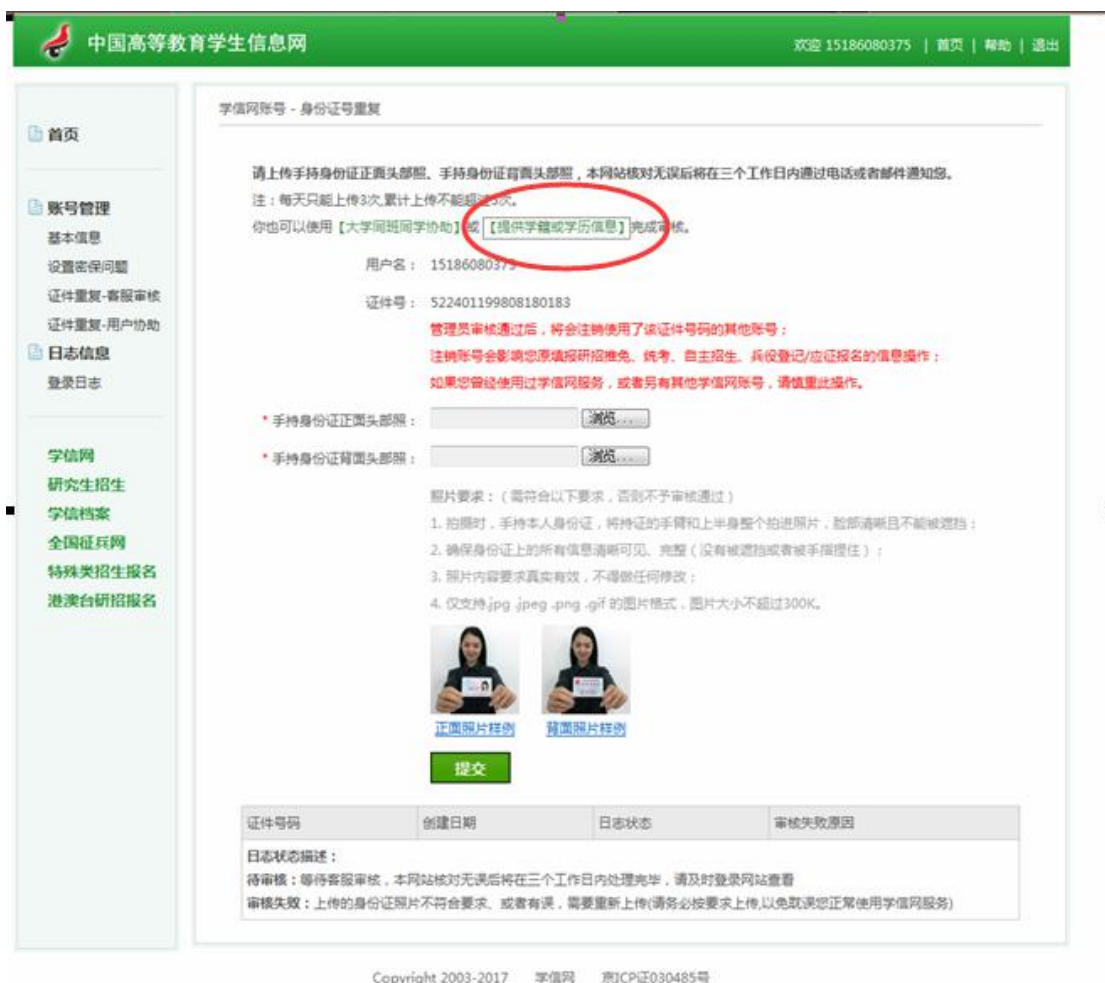 中国高等教育学生信息网
欢迎 15186080375 | 首页 | 帮助 | 退出
学信网账号 - 身份证号重复
首页
请上传手持身份证正面头部照、手持身份证背面头部照，本网站核对无误后将在三个工作日内通过电话或者邮件通知您。
注：每天只能上传3次,累计上传不能超过5次。
你也可以使用【大学同班同学协助】或【提供学籍或学历信息】完成审核。
账号管理
基本信息
设置密保问题
证件重复-客服审核
证件重复-用户协助
日志信息
登录日志
学信网
研究生招生
学信档案
全国征兵网
特殊类招生报名
港澳台研招报名
用户名： 15186080375
证件号： 522401199808180183
管理员审核通过后，将会注销使用了该证件号码的其他账号；
注销账号会影响您原填报研招推免、统考、自主招生、兵役登记/应征报名的信息操作；
如果您曾经使用过学信网服务，或者另有其他学信网账号，请慎重此操作。
* 手持身份证正面头部照： 浏览...
* 手持身份证背面头部照： 浏览...
照片要求：（需符合以下要求，否则不予审核通过）
1. 拍照时，手持本人身份证，将持证的手臂和上半身整个拍进照片，脸部清晰且不能被遮挡；
2. 确保身份证上的所有信息清晰可见、完整（没有被遮挡或者被手指捏住）；
3. 照片内容要求真实有效，不得做任何修改；
4. 仅支持.jpg .jpeg .png .gif 的图片格式，图片大小不超过300K。
正面照片样例 背面照片样例
提交
证件号码 创建日期 日志状态 审核失败原因
日志状态描述：
待审核：等待客服审核，本网站核对无误后将在三个工作日内处理完毕，请及时登录网站查看
审核失败：上传的身份证照片不符合要求、或者有误，需要重新上传(请务必按要求上传,以免耽误您正常使用学信网服务)
Copyright 2003-2017 学信网 京ICP证030485号